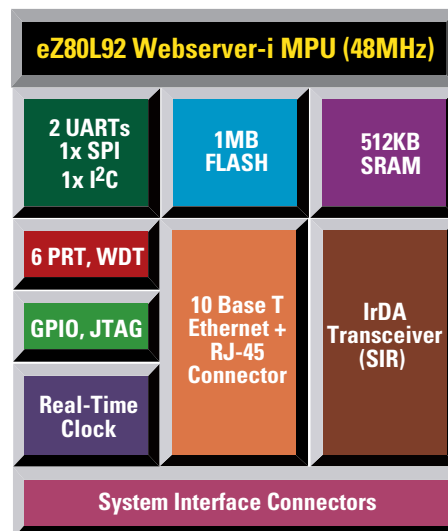 eZ80L92 Webserver-i MPU (48MHz)
2 UARTs
1x SPI
1x I²C
1MB
FLASH
512KB
SRAM
6 PRT, WDT
GPIO, JTAG
Real-Time
Clock
10 Base T
Ethernet +
RJ-45
Connector
IrDA
Transceiver
(SIR)
System Interface Connectors